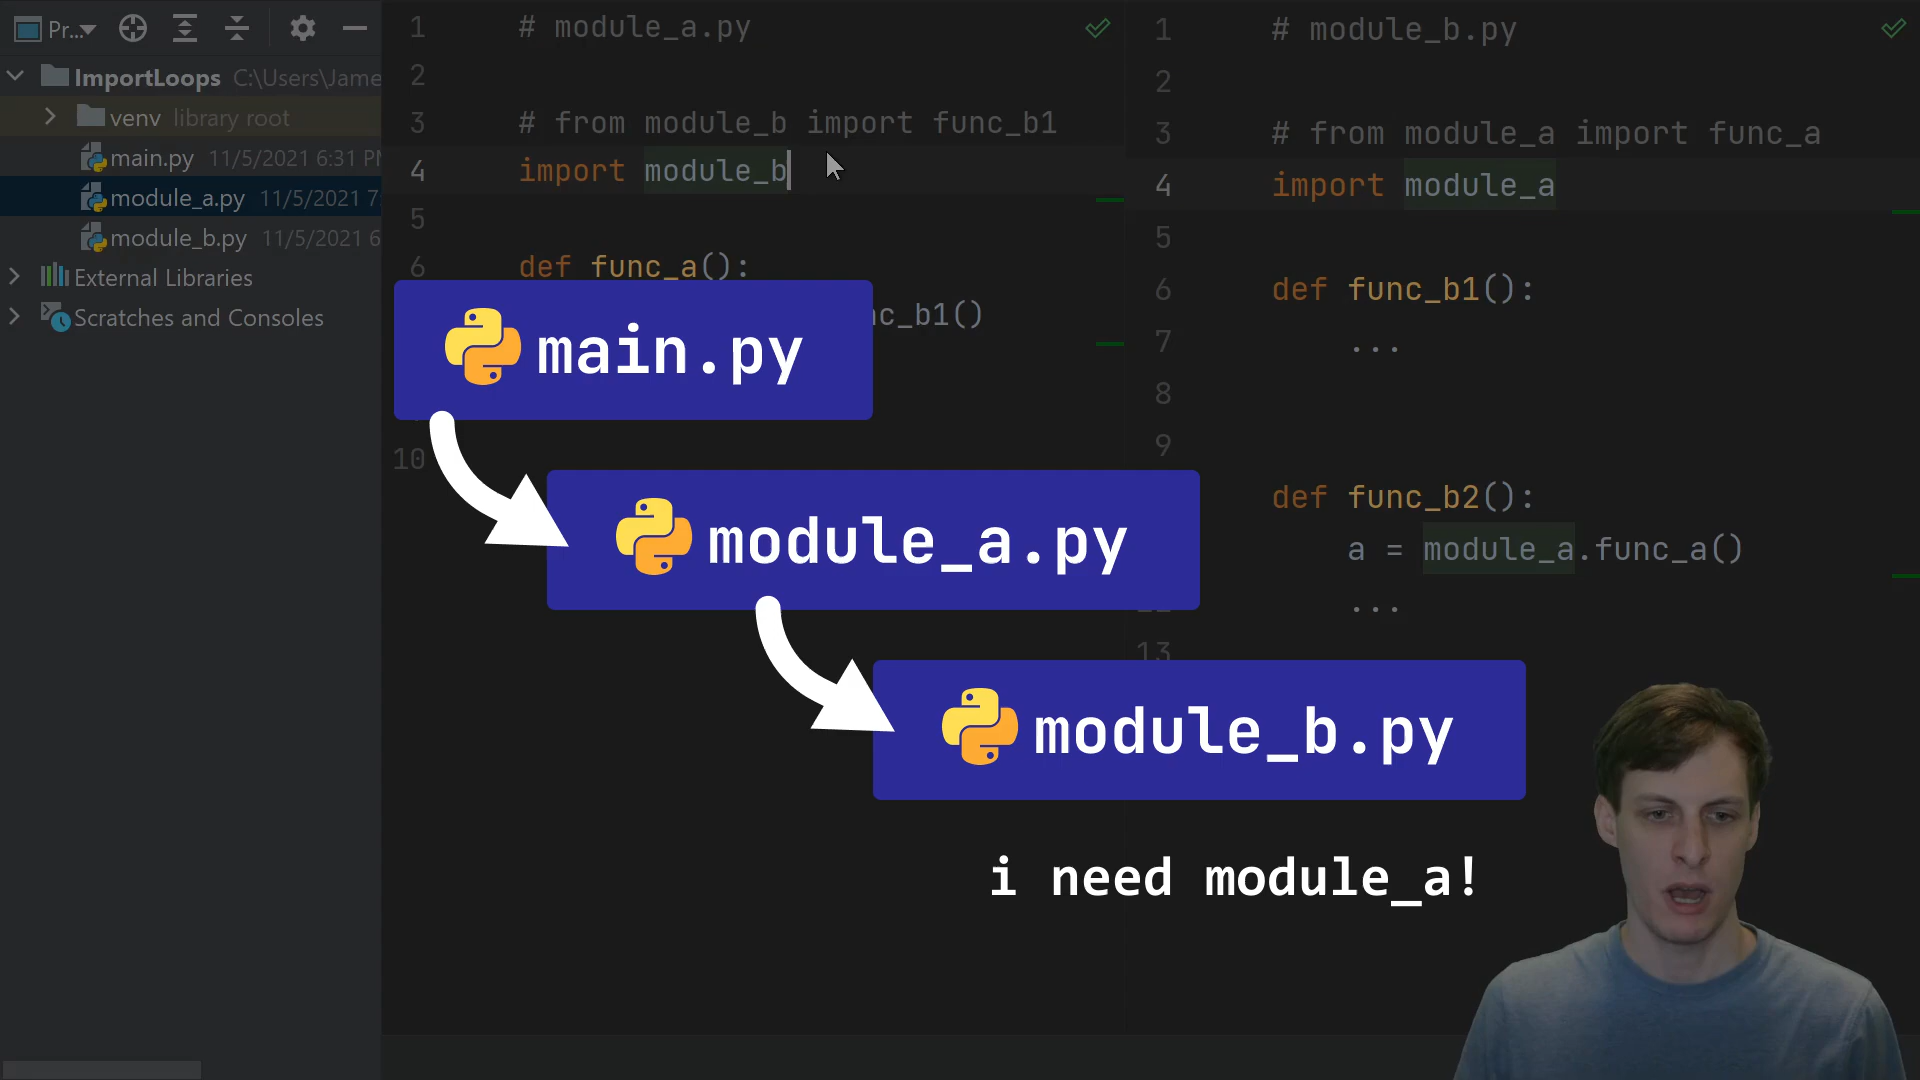 Pr...
ImportLoops C:\Users\Jame
venv library root
main.py 11/5/2021 6:31 PM
module_a.py 11/5/2021 7:
module_b.py 11/5/2021 6
External Libraries
Scratches and Consoles
1 # module_a.py
2
3 # from module_b import func_b1
4 import module_b
5
6 def func_a():
nc_b1()
10
1 # module_b.py
2
3 # from module_a import func_a
4 import module_a
5
6 def func_b1():
7 ...
8
9
def func_b2():
a = module_a.func_a()
...
13
main.py
module_a.py
module_b.py
i need module_a!